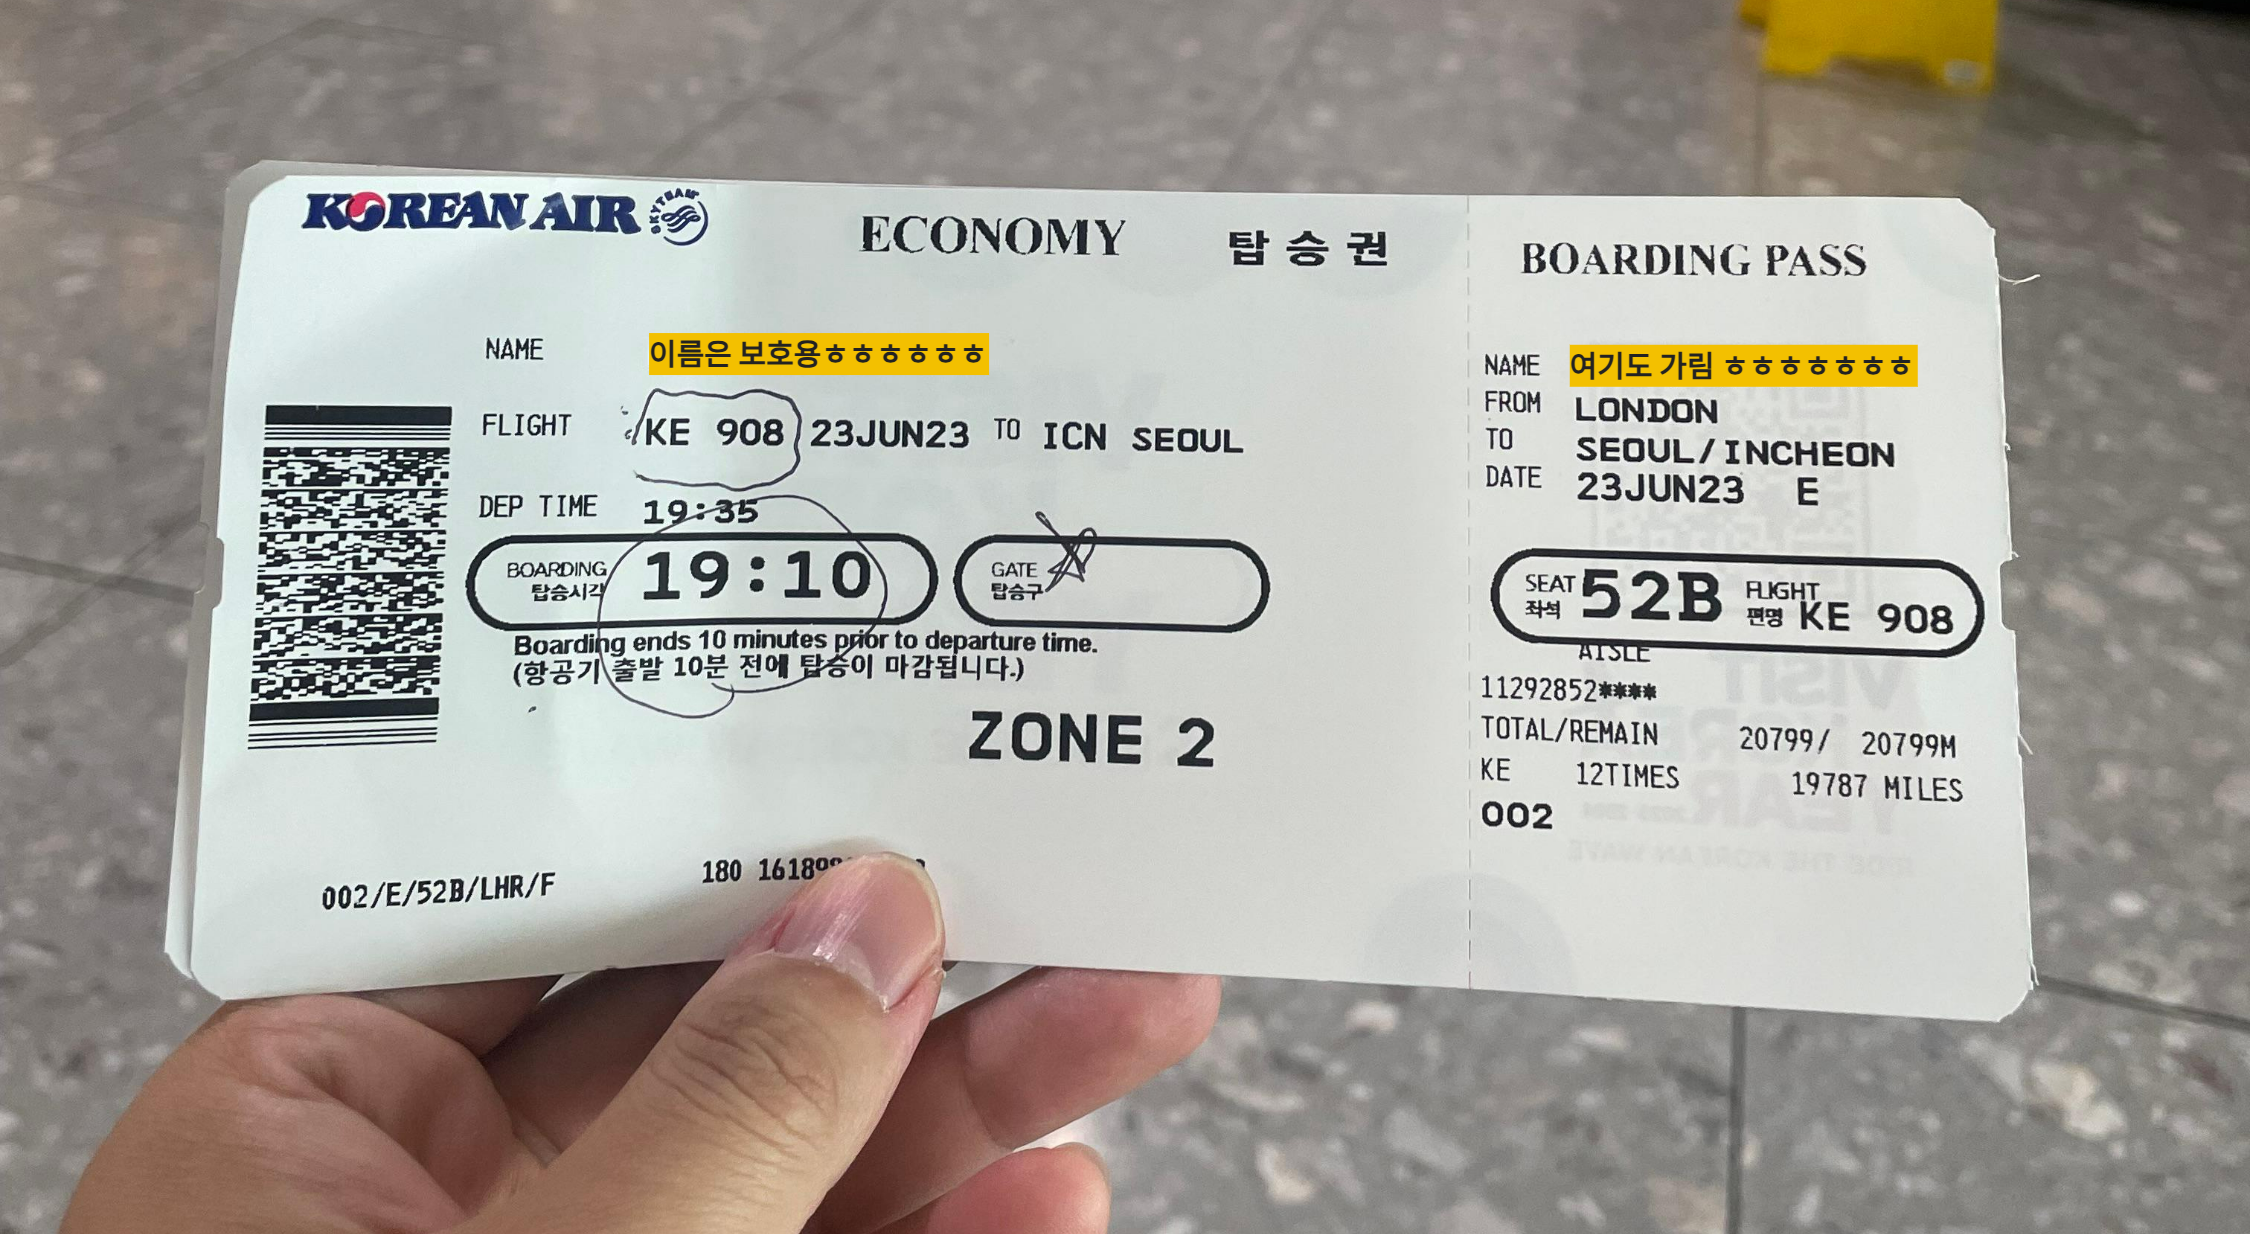 KOREAN AIR
SKYTEAM
ECONOMY
탑승권
NAME 이름은 보호용ㅎㅎㅎㅎㅎㅎ
FLIGHT KE 908 23JUN23 TO ICN SEOUL
DEP TIME 19:35
BOARDING 19:10
탑승시각
GATE
탑승구
Boarding ends 10 minutes prior to departure time.
(항공기 출발 10분 전에 탑승이 마감됩니다.)
ZONE 2
002/E/52B/LHR/F
180
BOARDING PASS
NAME 여기도 가림 ㅎㅎㅎㅎㅎㅎㅎ
FROM LONDON
TO SEOUL/INCHEON
DATE 23JUN23 E
SEAT 52B FLIGHT KE 908
좌석 편명
AISLE
11292852****
TOTAL/REMAIN 20799/ 20799M
KE 12TIMES 19787 MILES
002